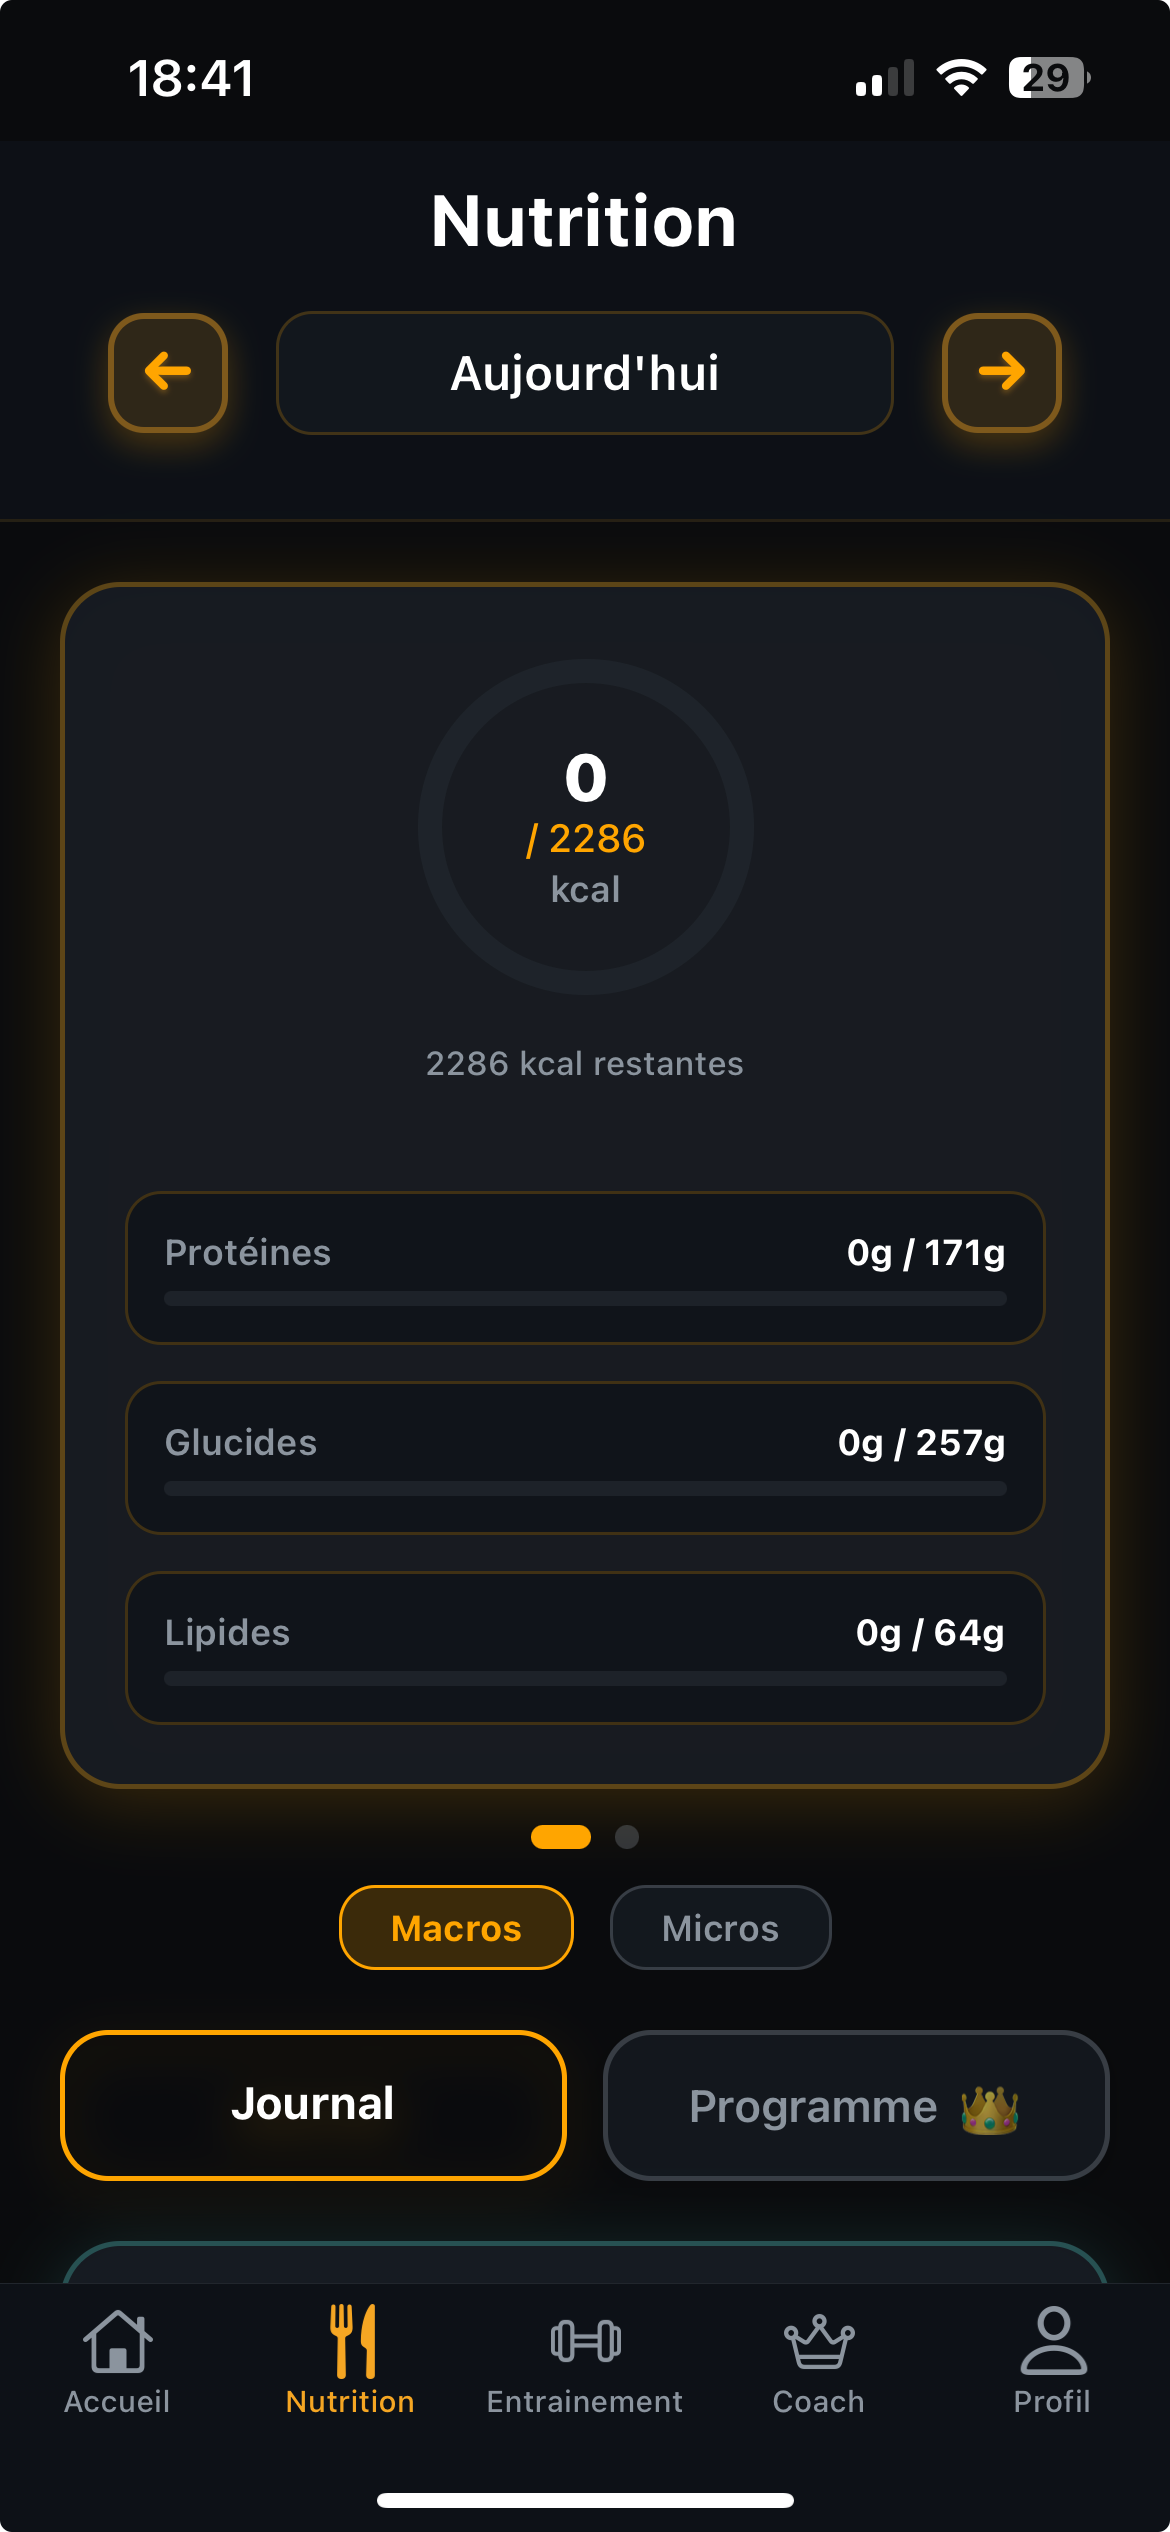 18:41
29
Nutrition
Aujourd'hui
0
/ 2286
kcal
2286 kcal restantes
Protéines 0g / 171g
Glucides 0g / 257g
Lipides 0g / 64g
Macros Micros
Journal Programme 👑
Accueil Nutrition Entrainement Coach Profil